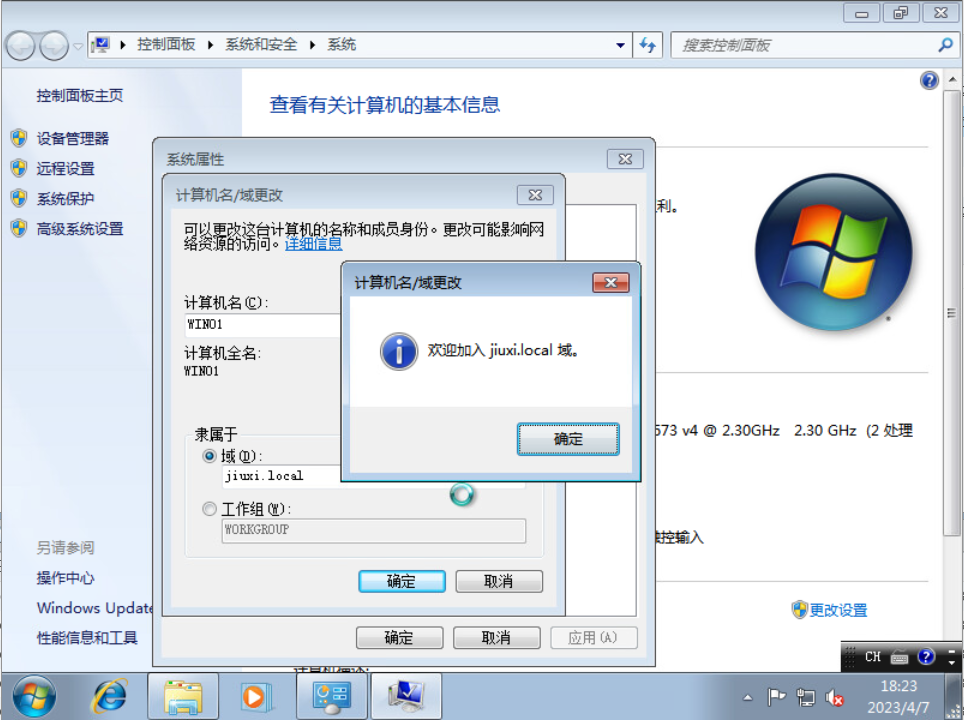 控制面板 系统和安全 系统
搜索控制面板
控制面板主页
设备管理器
远程设置
系统保护
高级系统设置
查看有关计算机的基本信息
系统属性
计算机名/域更改
可以更改这台计算机的名称和成员身份。更改可能影响网
络资源的访问。详细信息
计算机名(C):
WIN01
计算机全名:
WIN01
隶属于
域(D):
jiuxi.local
工作组(W):
WORKGROUP
确定 取消
确定 取消 应用(A)
计算机名/域更改
欢迎加入 jiuxi.local 域。
确定
利。
573 v4 @ 2.30GHz 2.30 GHz (2 处理
触控输入
更改设置
另请参阅
操作中心
Windows Update
性能信息和工具
CH
18:23
2023/4/7